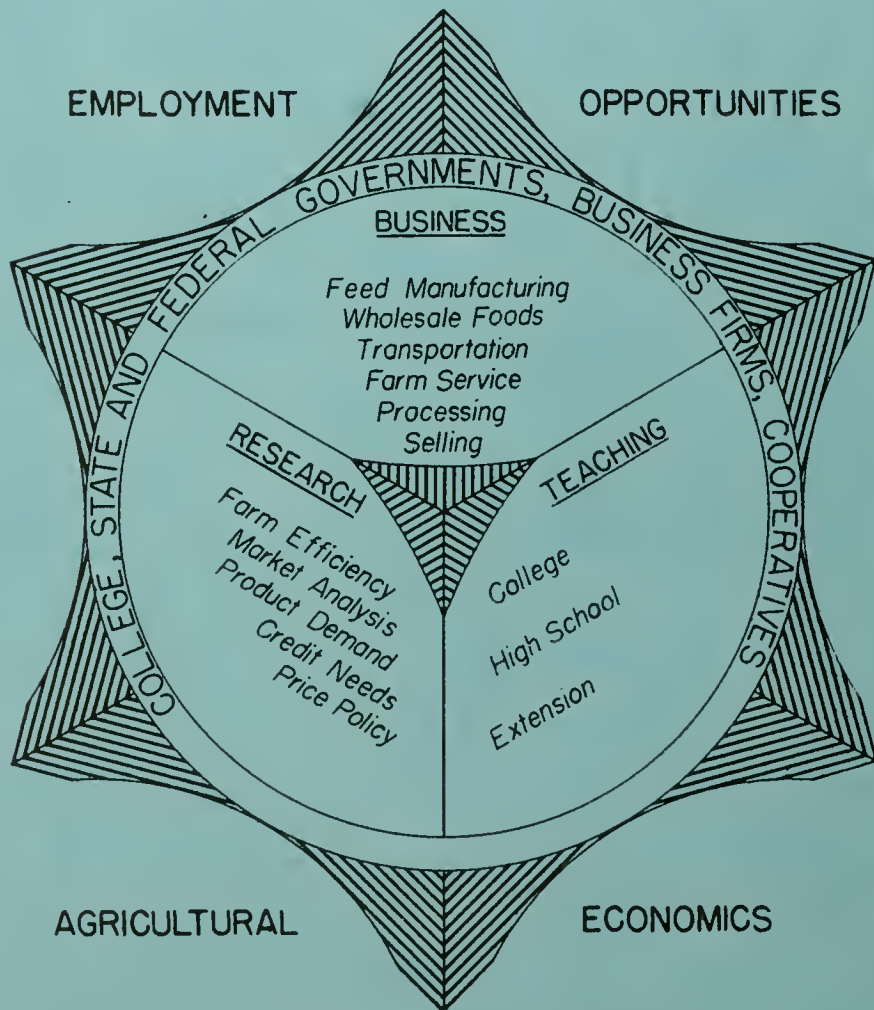 EMPLOYMENT OPPORTUNITIES
COLLEGE, STATE AND FEDERAL GOVERNMENTS, BUSINESS FIRMS, COOPERATIVES
BUSINESS
Feed Manufacturing
Wholesale Foods
Transportation
Farm Service
Processing
Selling
RESEARCH
Farm Efficiency
Market Analysis
Product Demand
Credit Needs
Price Policy
TEACHING
College
High School
Extension
AGRICULTURAL ECONOMICS